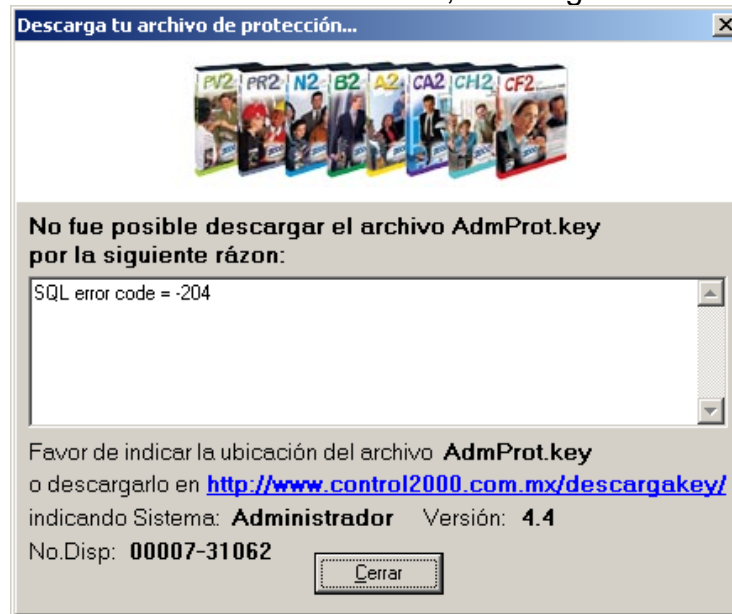 Descarga tu archivo de protección...
PV2 PR2 N2 B2 A2 CA2 CH2 CF2
No fue posible descargar el archivo AdmProt.key
por la siguiente rázon:
SQL error code = -204
Favor de indicar la ubicación del archivo AdmProt.key
o descargarlo en http://www.control2000.com.mx/descargakey/
indicando Sistema: Administrador Versión: 4.4
No.Disp: 00007-31062
Cerrar